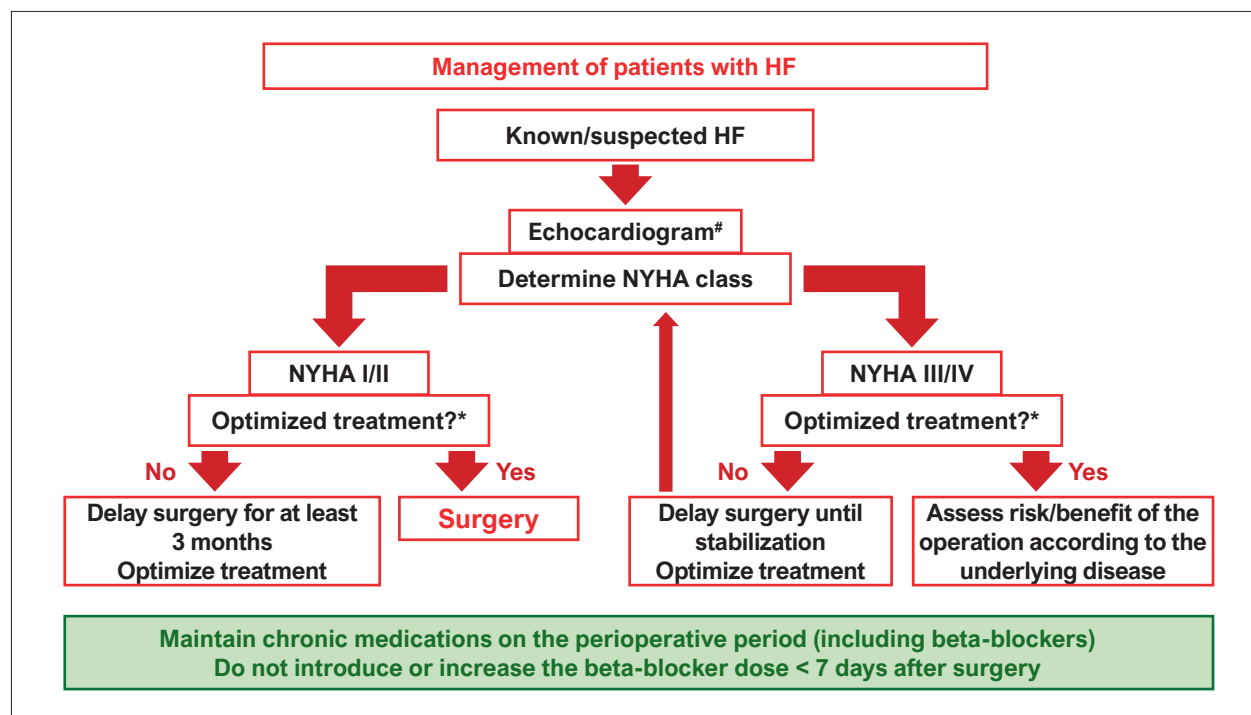 Management of patients with HF
Known/suspected HF
Echocardiogram#
Determine NYHA class
NYHA I/II
Optimized treatment?*
No
Yes
Delay surgery for at least
3 months
Optimize treatment
Surgery
NYHA III/IV
Optimized treatment?*
No
Yes
Delay surgery until
stabilization
Optimize treatment
Assess risk/benefit of the
operation according to the
underlying disease
Maintain chronic medications on the perioperative period (including beta-blockers)
Do not introduce or increase the beta-blocker dose < 7 days after surgery